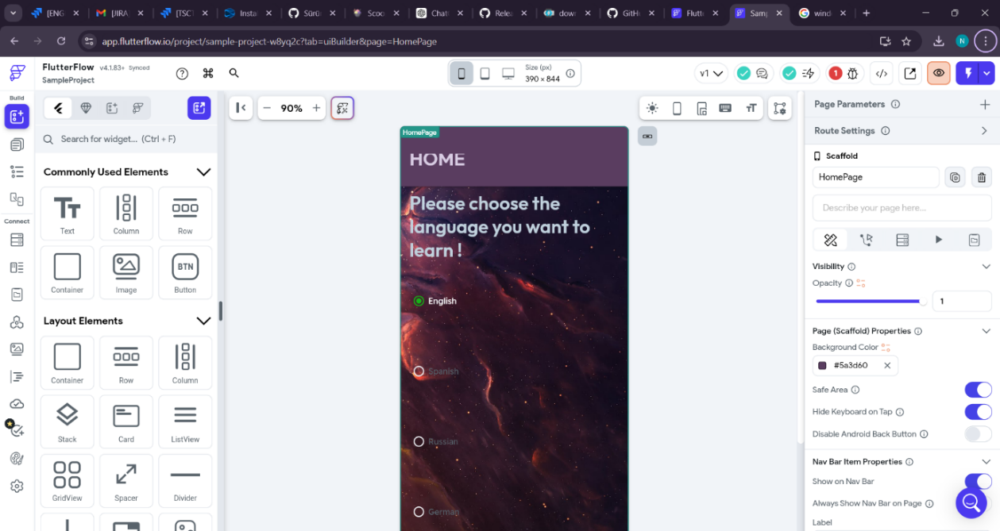 [ENG
[JIRA]
[TSC
Insta
Sürü
Scoo
Chat
Relea
dow
GitH
Flutt
Sam
wind
app.flutterflow.io/project/sample-project-w8yq2c?tab=uiBuilder&page=HomePage
N
FlutterFlow v4.1.83+ Synced
SampleProject
Size (px)
390 × 844
v1
1
Build
90%
Page Parameters
Search for widget... (Ctrl + F)
HomePage
Route Settings
HOME
Scaffold
Commonly Used Elements
HomePage
Please choose the
language you want to
learn !
Describe your page here...
Connect
Text
Column
Row
BTN
Visibility
Opacity
1
Container
Image
Button
English
Layout Elements
Page (Scaffold) Properties
Background Color
#5a3d60
Spanish
Container
Row
Column
Safe Area
Hide Keyboard on Tap
Disable Android Back Button
Stack
Card
ListView
Russian
Nav Bar Item Properties
Show on Nav Bar
GridView
Spacer
Divider
Always Show Nav Bar on Page
German
Label